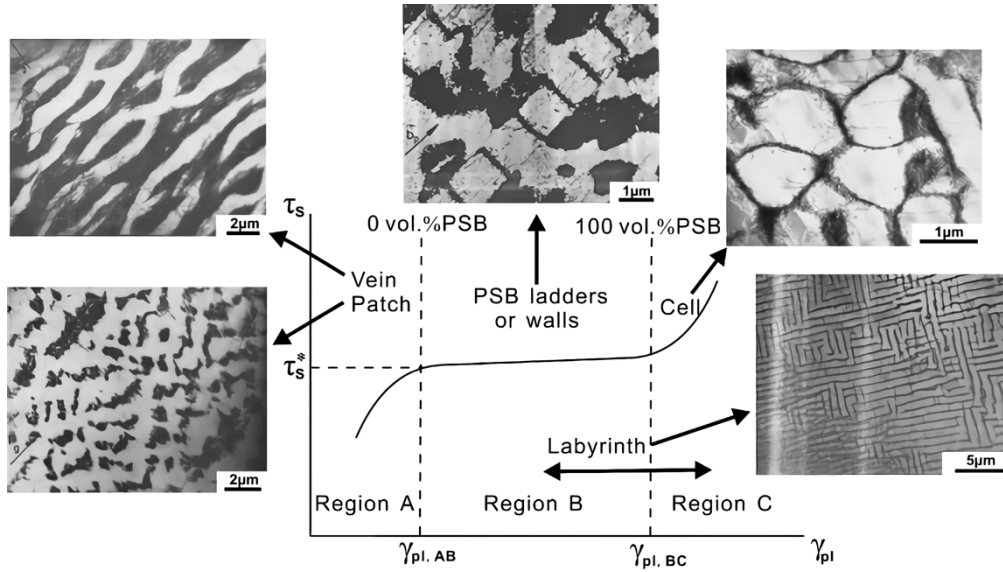 2μm
1μm
1μm
τs
0 vol.%PSB
100 vol.%PSB
Vein
Patch
PSB ladders
or walls
Cell
τs*
g
2μm
Labyrinth
5μm
Region A
Region B
Region C
γpl, AB
γpl, BC
γpl